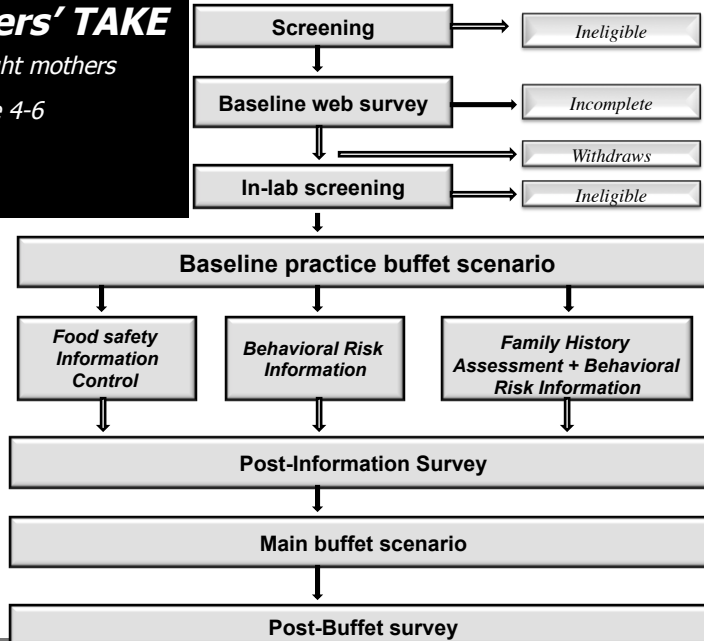 ers’ TAKE
ght mothers
4-6
Screening
Ineligible
Baseline web survey
Incomplete
Withdraws
In-lab screening
Ineligible
Baseline practice buffet scenario
Food safety
Information
Control
Behavioral Risk
Information
Family History
Assessment + Behavioral
Risk Information
Post-Information Survey
Main buffet scenario
Post-Buffet survey